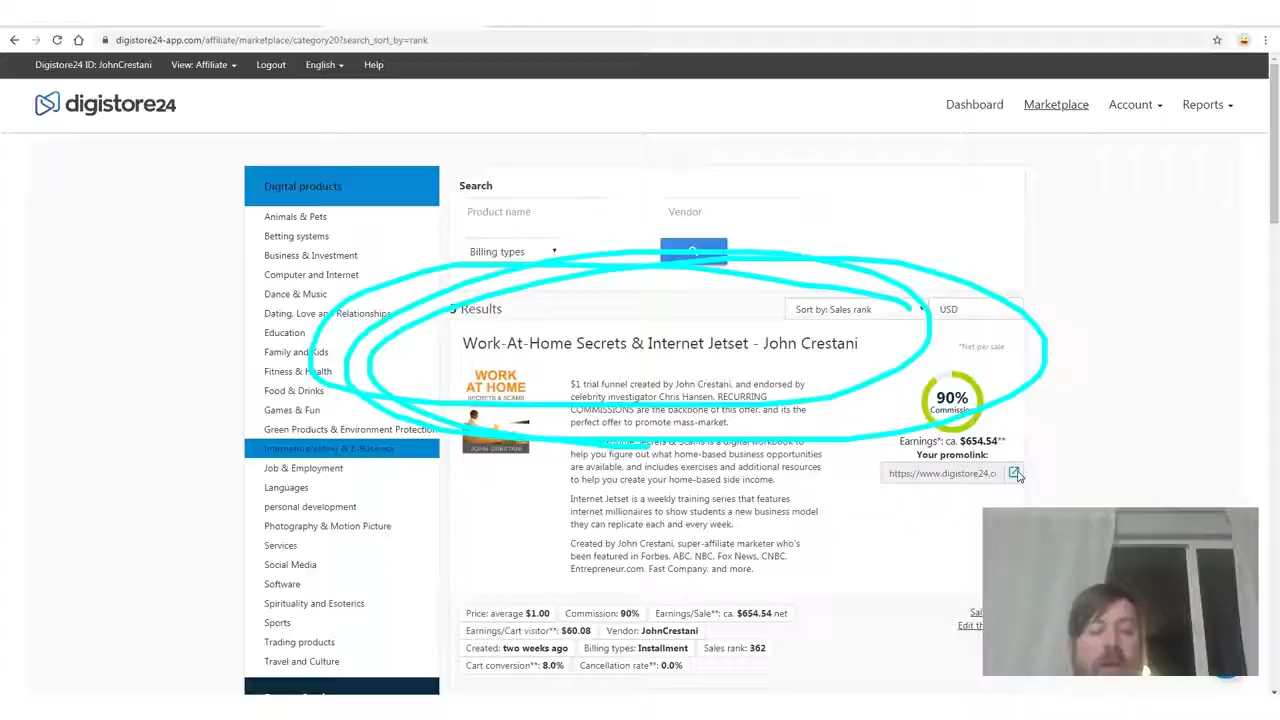 digistore24-app.com/affiliate/marketplace/category20?search_sort_by=rank
Digistore24 ID: JohnCrestani View: Affiliate Logout English Help
digistore24
Dashboard Marketplace Account Reports
Digital products
Animals & Pets
Betting systems
Business & Investment
Computer and Internet
Dance & Music
Dating, Love and Relationships
Education
Family and Kids
Fitness & Health
Food & Drinks
Games & Fun
Green Products & Environment Protection
Internetmarketing & E-Business
Job & Employment
Languages
personal development
Photography & Motion Picture
Services
Social Media
Software
Spirituality and Esoterics
Sports
Trading products
Travel and Culture
Search
Product name Vendor
Billing types
Results
Sort by: Sales rank USD
Work-At-Home Secrets & Internet Jetset - John Crestani
*Net per sale
WORK
AT HOME
SECRETS & SCAMS
JOHN CRESTANI
$1 trial funnel created by John Crestani, and endorsed by
celebrity investigator Chris Hansen. RECURRING
COMMISSIONS are the backbone of this offer, and its the
perfect offer to promote mass-market.
Secrets & Scams is a digital workbook to
help you figure out what home-based business opportunities
are available, and includes exercises and additional resources
to help you create your home-based side income.
Internet Jetset is a weekly training series that features
internet millionaires to show students a new business model
they can replicate each and every week.
Created by John Crestani, super-affiliate marketer who's
been featured in Forbes, ABC, NBC, Fox News, CNBC,
Entrepreneur.com, Fast Company, and more.
90%
Commission
Earnings*: ca. $654.54**
Your promolink:
https://www.digistore24.c
Price: average $1.00 Commission: 90% Earnings/Sale**: ca. $654.54 net
Earnings/Cart visitor**: $60.08 Vendor: JohnCrestani
Created: two weeks ago Billing types: Installment Sales rank: 362
Cart conversion**: 8.0% Cancellation rate**: 0.0%
Edit th